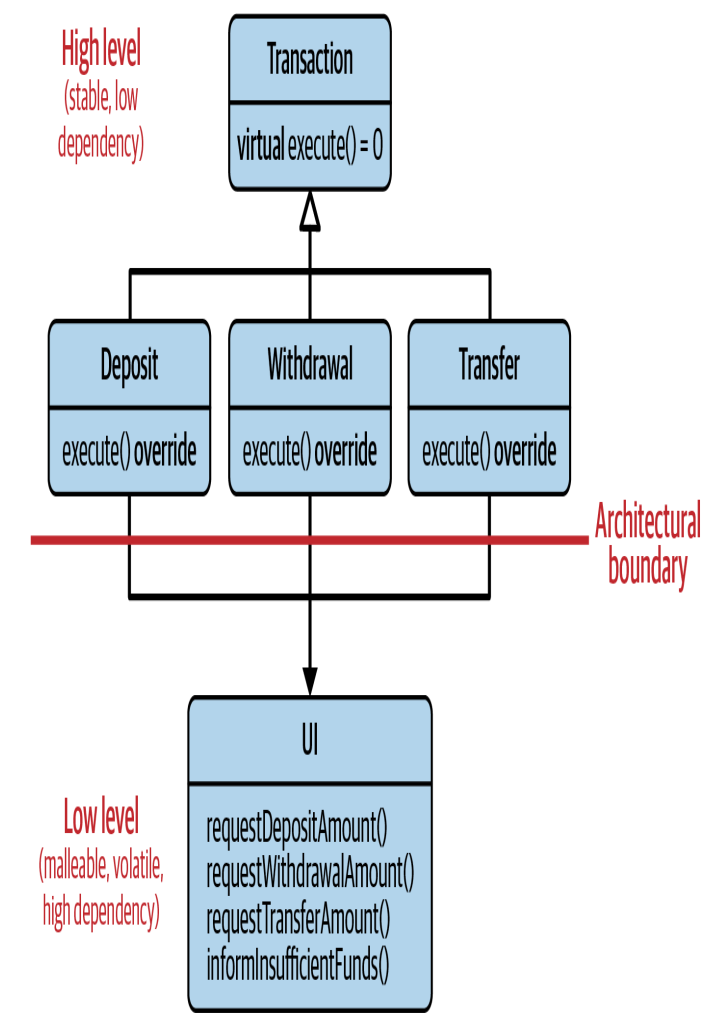 High level
(stable, low
dependency)
Transaction
virtual execute() = 0
Deposit
execute() override
Withdrawal
execute() override
Transfer
execute() override
Architectural
boundary
UI
requestDepositAmount()
requestWithdrawalAmount()
requestTransferAmount()
informInsufficientFunds()
Low level
(malleable, volatile,
high dependency)